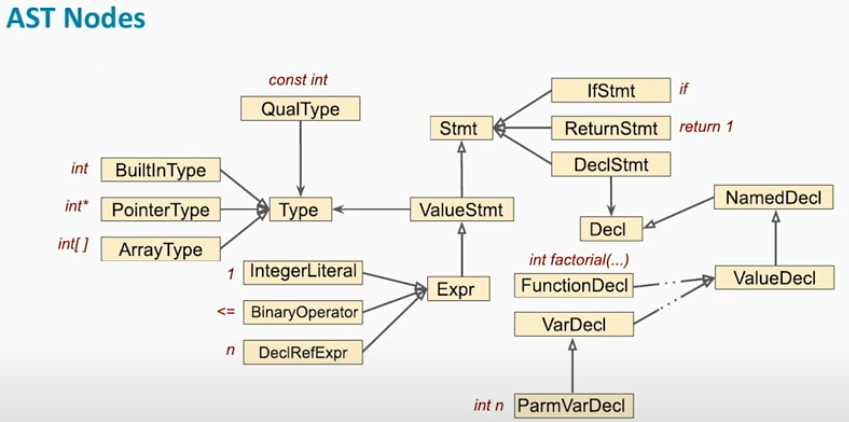 AST Nodes
const int
QualType
IfStmt
if
Stmt
ReturnStmt
return 1
DeclStmt
int
BuiltInType
NamedDecl
int*
PointerType
Type
ValueStmt
Decl
int[ ]
ArrayType
int factorial(...)
1
IntegerLiteral
Expr
FunctionDecl
ValueDecl
<=
BinaryOperator
VarDecl
n
DeclRefExpr
int n
ParmVarDecl